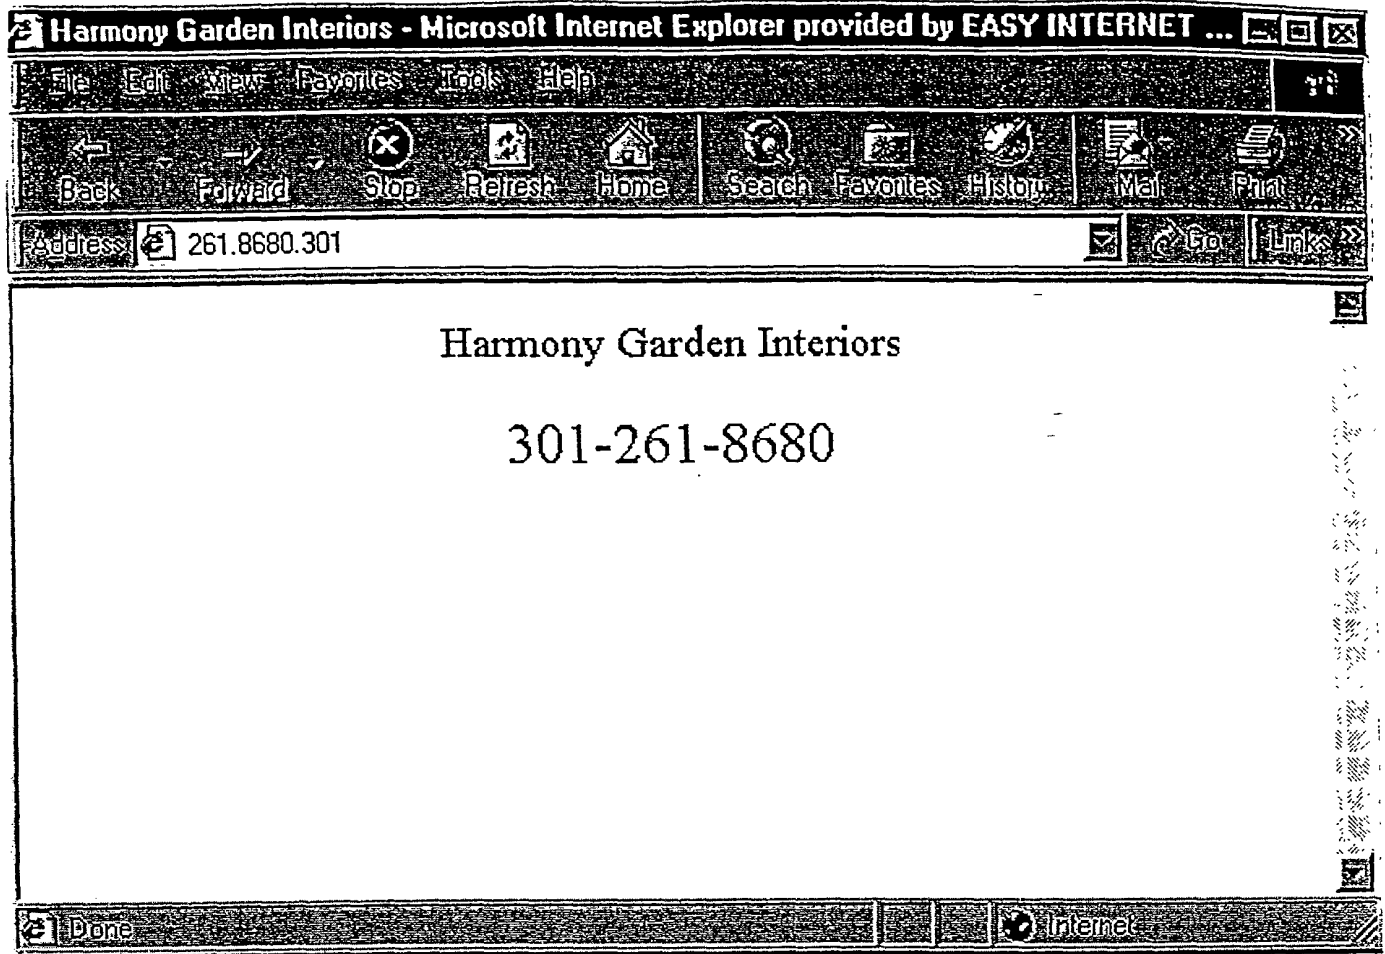 Harmony Garden Interiors - Microsoft Internet Explorer provided by EASY INTERNET ...
File Edit View Favorites Tools Help
Back Forward Stop Refresh Home Search Favorites History Mail Print
Address 261.8680.301 Go Links
Harmony Garden Interiors
301-261-8680
Done Internet